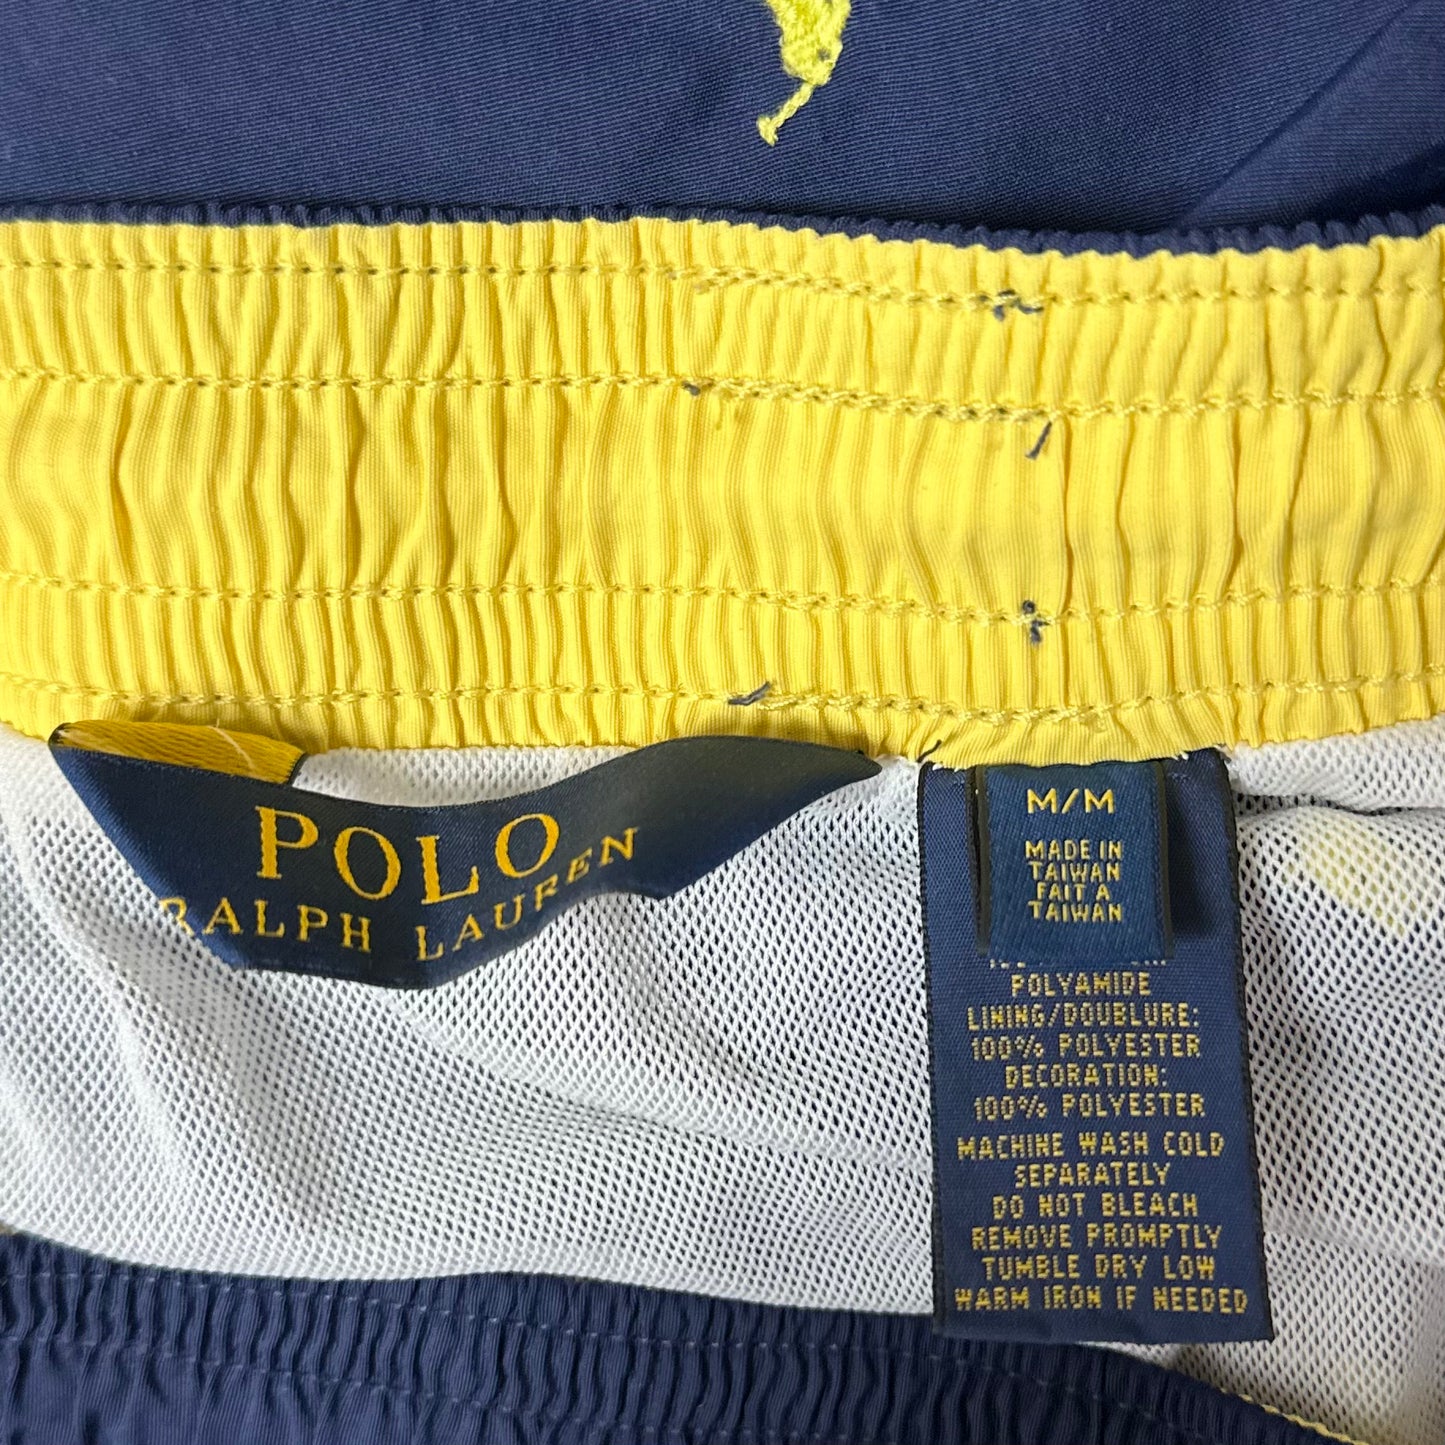 POLO
RALPH LAUREN
M/M
MADE IN
TAIWAN
FAIT A
TAIWAN
POLYAMIDE
LINING/DOUBLURE:
100% POLYESTER
DECORATION:
100% POLYESTER
MACHINE WASH COLD
SEPARATELY
DO NOT BLEACH
REMOVE PROMPTLY
TUMBLE DRY LOW
WARM IRON IF NEEDED